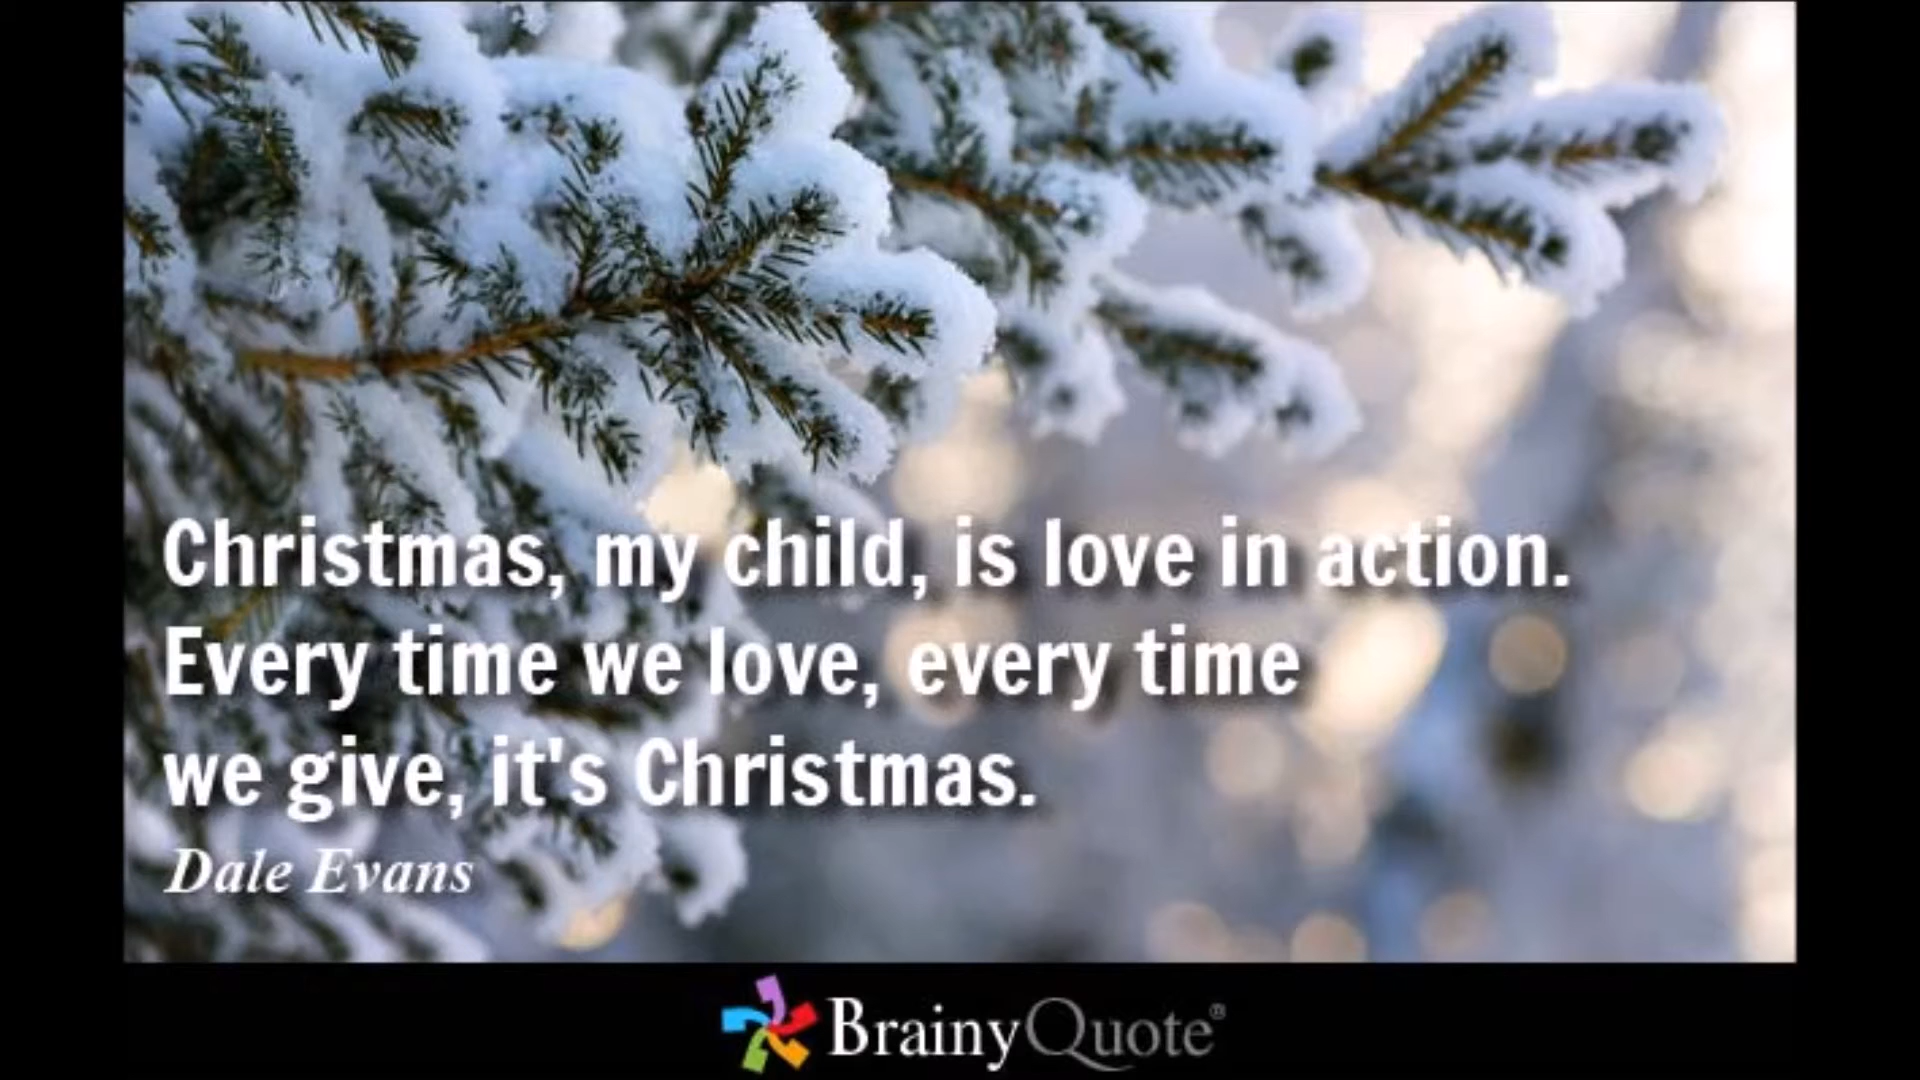 Christmas, my child, is love in action.
Every time we love, every time
we give, it's Christmas.
Dale Evans
BrainyQuote®